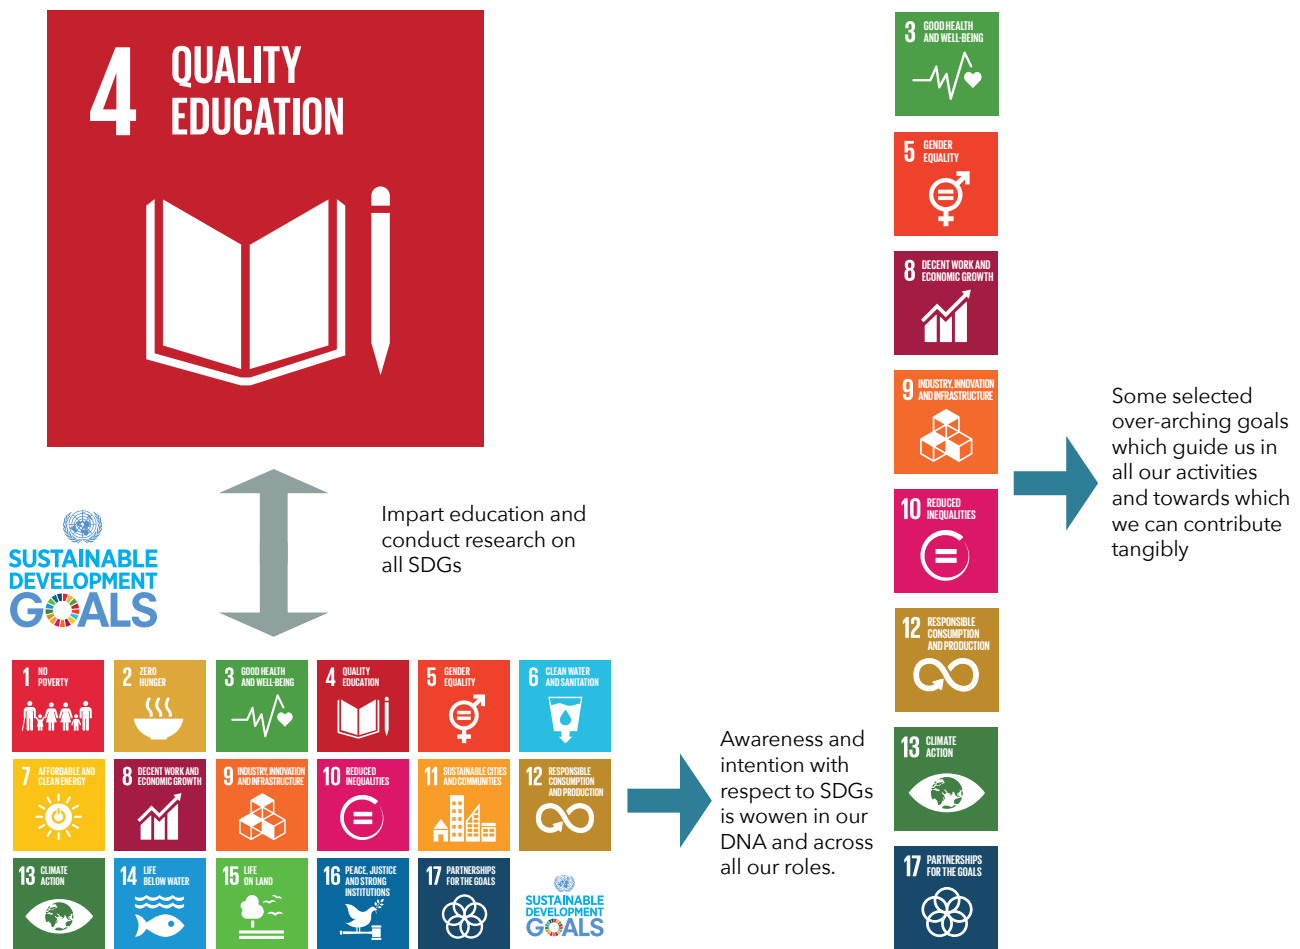 4 QUALITY
EDUCATION
SUSTAINABLE
DEVELOPMENT
GOALS
Impart education and
conduct research on
all SDGs
1 NO
POVERTY
2 ZERO
HUNGER
3 GOOD HEALTH
AND WELL-BEING
4 QUALITY
EDUCATION
5 GENDER
EQUALITY
6 CLEAN WATER
AND SANITATION
7 AFFORDABLE AND
CLEAN ENERGY
8 DECENT WORK AND
ECONOMIC GROWTH
9 INDUSTRY, INNOVATION
AND INFRASTRUCTURE
10 REDUCED
INEQUALITIES
11 SUSTAINABLE CITIES
AND COMMUNITIES
12 RESPONSIBLE
CONSUMPTION
AND PRODUCTION
13 CLIMATE
ACTION
14 LIFE
BELOW WATER
15 LIFE
ON LAND
16 PEACE, JUSTICE
AND STRONG
INSTITUTIONS
17 PARTNERSHIPS
FOR THE GOALS
SUSTAINABLE
DEVELOPMENT
GOALS
Awareness and
intention with
respect to SDGs
is wowen in our
DNA and across
all our roles.
3 GOOD HEALTH
AND WELL-BEING
5 GENDER
EQUALITY
8 DECENT WORK AND
ECONOMIC GROWTH
9 INDUSTRY, INNOVATION
AND INFRASTRUCTURE
10 REDUCED
INEQUALITIES
12 RESPONSIBLE
CONSUMPTION
AND PRODUCTION
13 CLIMATE
ACTION
17 PARTNERSHIPS
FOR THE GOALS
Some selected
over-arching goals
which guide us in
all our activities
and towards which
we can contribute
tangibly